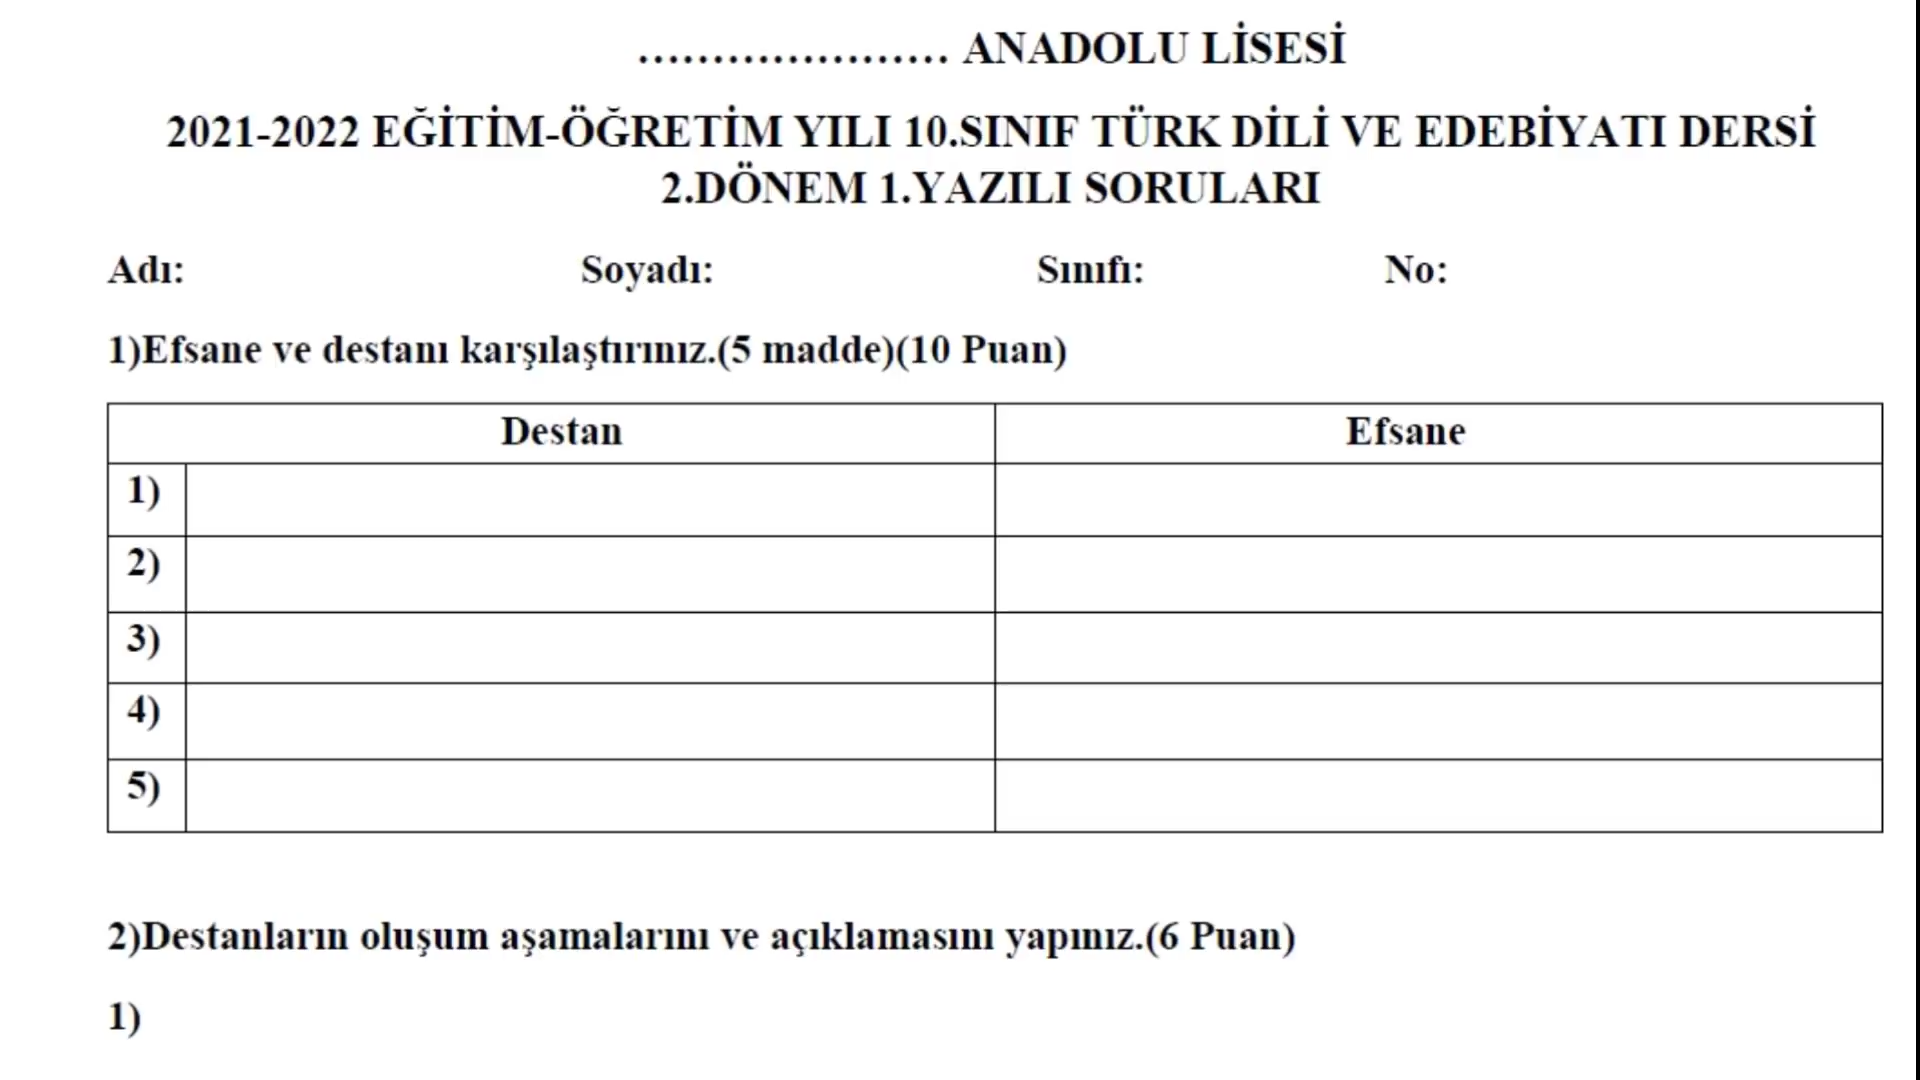 ..................... ANADOLU LİSESİ
2021-2022 EĞİTİM-ÖĞRETİM YILI 10.SINIF TÜRK DİLİ VE EDEBİYATI DERSİ
2.DÖNEM 1.YAZILI SORULARI
Adı: Soyadı: Sınıfı: No:
1)Efsane ve destanı karşılaştırınız.(5 madde)(10 Puan)
Destan Efsane
1)
2)
3)
4)
5)
2)Destanların oluşum aşamalarını ve açıklamasını yapınız.(6 Puan)
1)